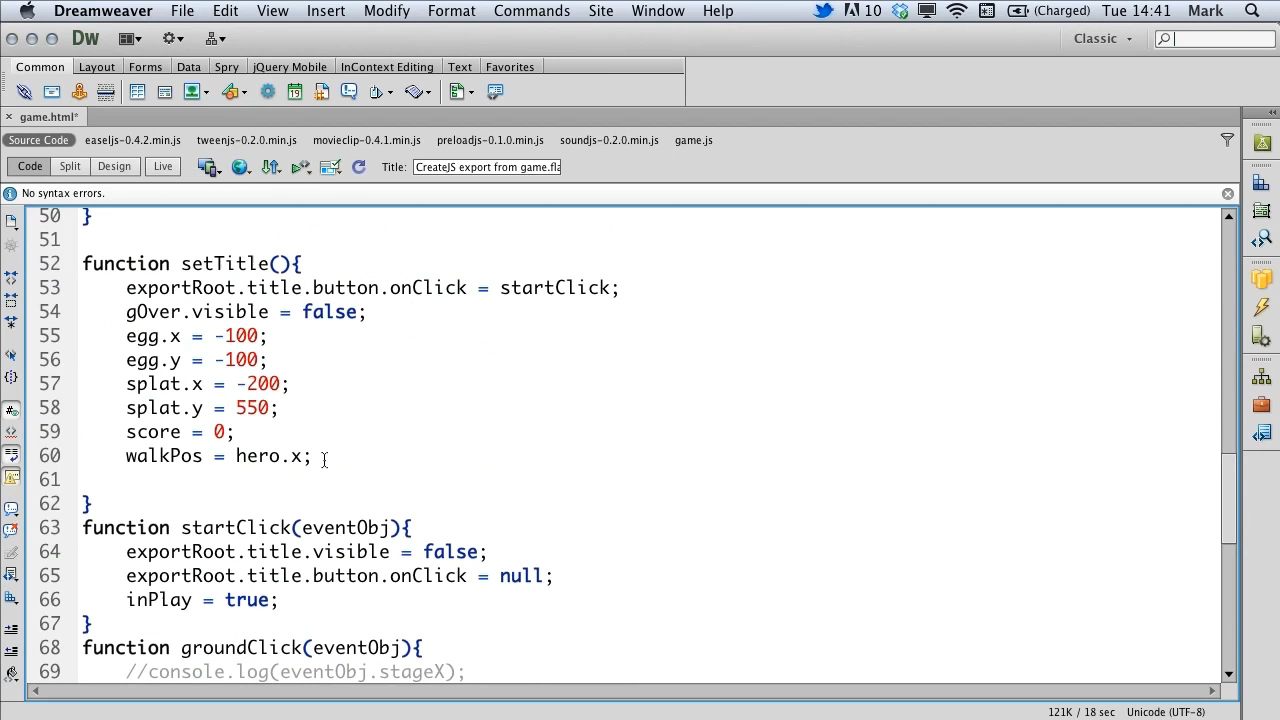 Dreamweaver File Edit View Insert Modify Format Commands Site Window Help 10 (Charged) Tue 14:41 Mark
Dw Classic
Common Layout Forms Data Spry jQuery Mobile InContext Editing Text Favorites
19
game.html*
Source Code easeljs-0.4.2.min.js tweenjs-0.2.0.min.js movieclip-0.4.1.min.js preloadjs-0.1.0.min.js soundjs-0.2.0.min.js game.js
Code Split Design Live Title: CreateJS export from game.fla
No syntax errors.
50 }
51
52 function setTitle(){
53 exportRoot.title.button.onClick = startClick;
54 gOver.visible = false;
55 egg.x = -100;
56 egg.y = -100;
57 splat.x = -200;
58 splat.y = 550;
59 score = 0;
60 walkPos = hero.x;
61
62 }
63 function startClick(eventObj){
64 exportRoot.title.visible = false;
65 exportRoot.title.button.onClick = null;
66 inPlay = true;
67 }
68 function groundClick(eventObj){
69 //console.log(eventObj.stageX);
121K / 18 sec Unicode (UTF-8)